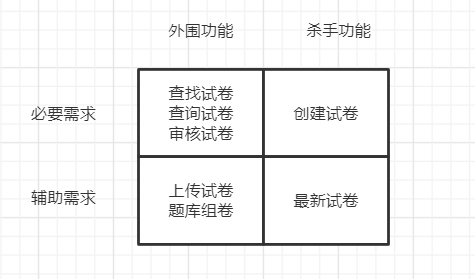 外围功能 杀手功能
必要需求
查找试卷
查询试卷
审核试卷
创建试卷
辅助需求
上传试卷
题库组卷
最新试卷